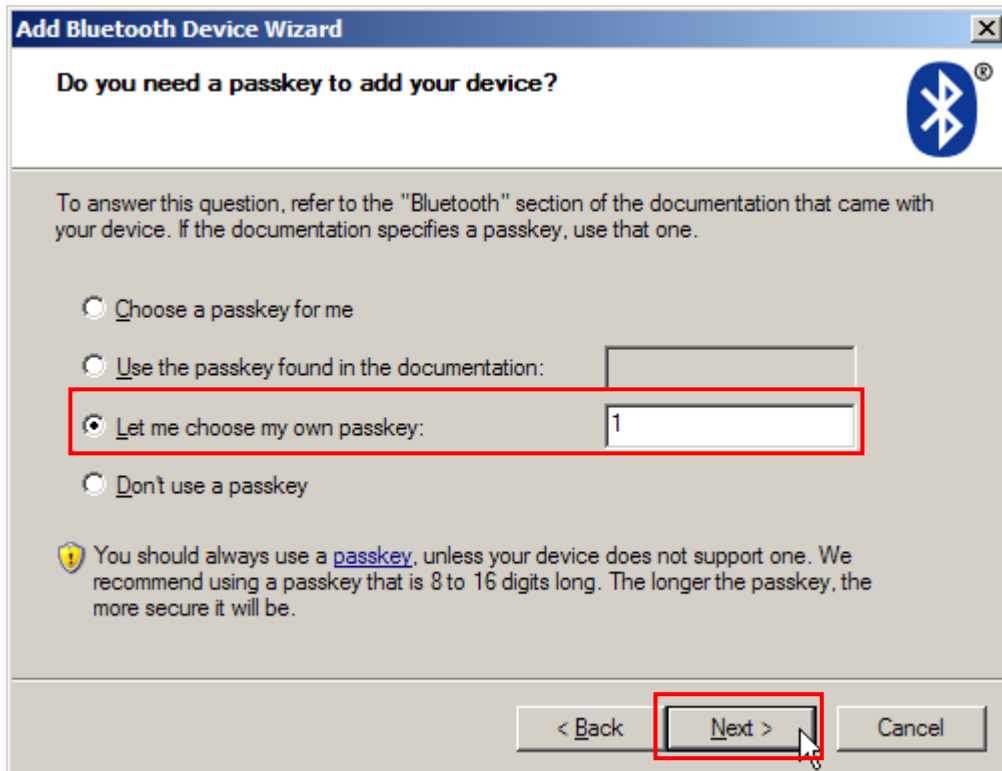 Add Bluetooth Device Wizard
Do you need a passkey to add your device?
®
To answer this question, refer to the "Bluetooth" section of the documentation that came with
your device. If the documentation specifies a passkey, use that one.
Choose a passkey for me
Use the passkey found in the documentation:
Let me choose my own passkey: 1
Don't use a passkey
You should always use a passkey, unless your device does not support one. We
recommend using a passkey that is 8 to 16 digits long. The longer the passkey, the
more secure it will be.
< Back Next > Cancel